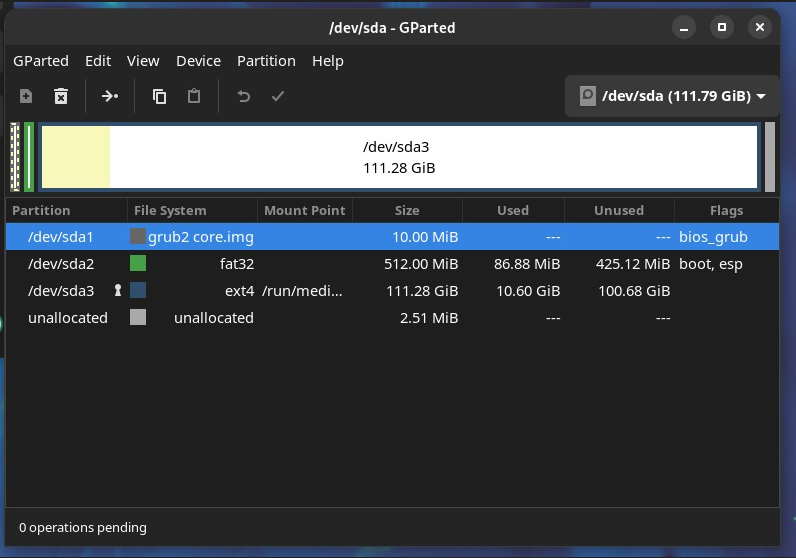 /dev/sda - GParted
GParted Edit View Device Partition Help
/dev/sda (111.79 GiB)
/dev/sda3
111.28 GiB
Partition File System Mount Point Size Used Unused Flags
/dev/sda1 grub2 core.img 10.00 MiB --- --- bios_grub
/dev/sda2 fat32 512.00 MiB 86.88 MiB 425.12 MiB boot, esp
/dev/sda3 ext4 /run/medi... 111.28 GiB 10.60 GiB 100.68 GiB
unallocated unallocated 2.51 MiB --- ---
0 operations pending